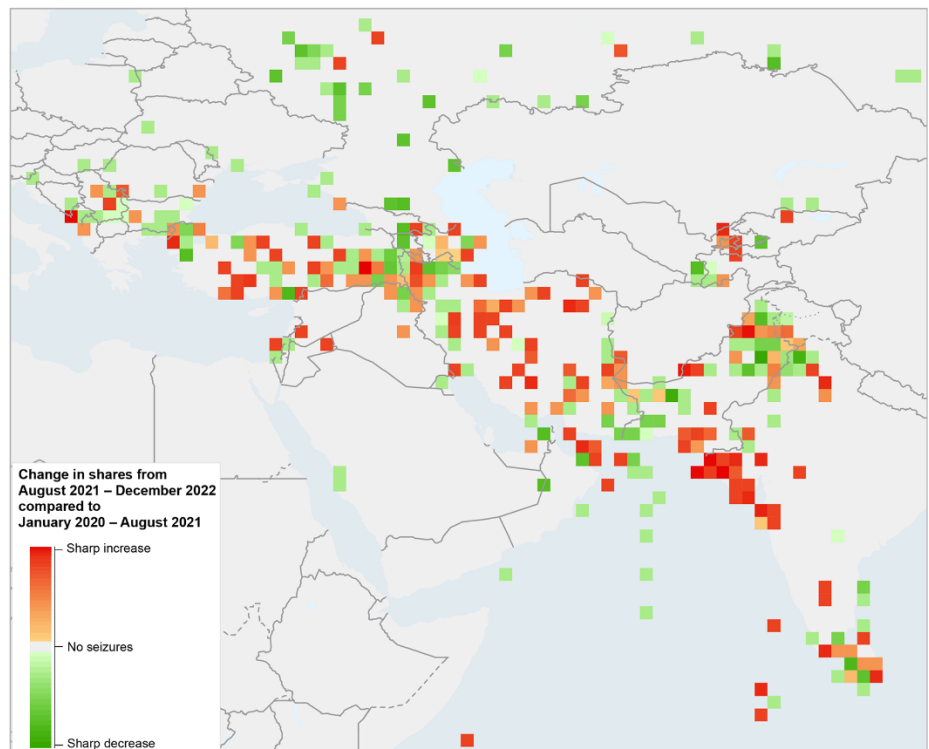 Change in shares from
August 2021 – December 2022
compared to
January 2020 – August 2021
Sharp increase
No seizures
Sharp decrease